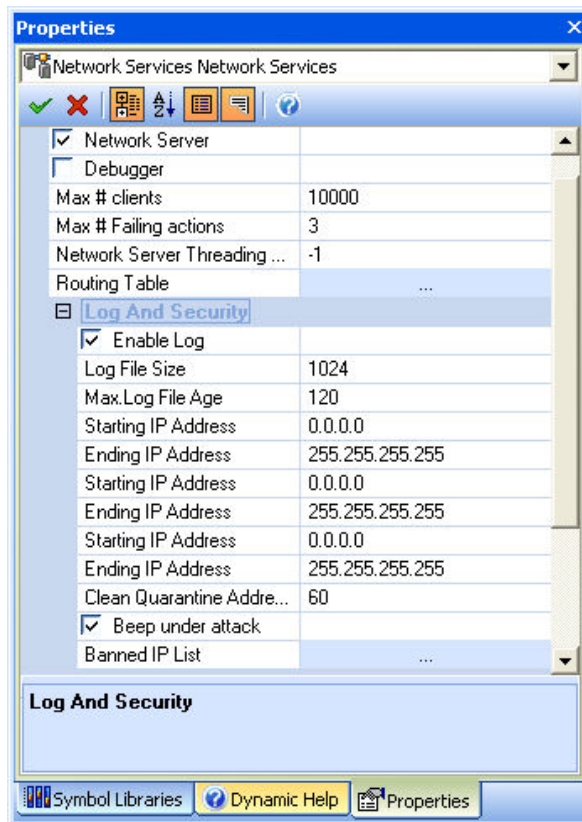 Properties
Network Services Network Services
Network Server
Debugger
Max # clients 10000
Max # Failing actions 3
Network Server Threading ... -1
Routing Table ...
Log And Security
Enable Log
Log File Size 1024
Max.Log File Age 120
Starting IP Address 0.0.0.0
Ending IP Address 255.255.255.255
Starting IP Address 0.0.0.0
Ending IP Address 255.255.255.255
Starting IP Address 0.0.0.0
Ending IP Address 255.255.255.255
Clean Quarantine Addre... 60
Beep under attack
Banned IP List ...
Log And Security
Symbol Libraries Dynamic Help Properties